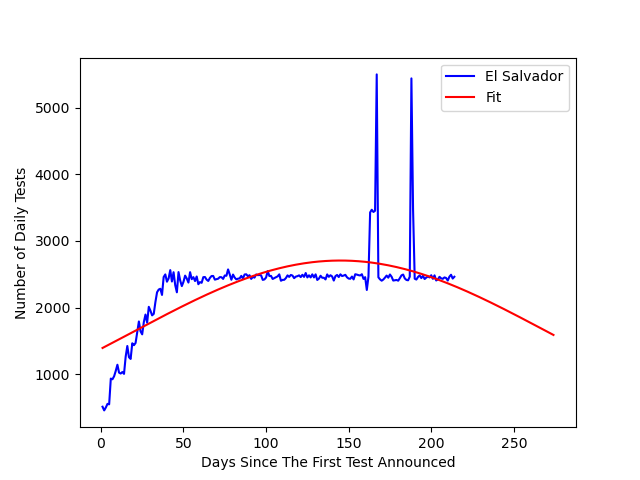 El Salvador
Fit
Number of Daily Tests
5000
4000
3000
2000
1000
0
50
100
150
200
250
Days Since The First Test Announced